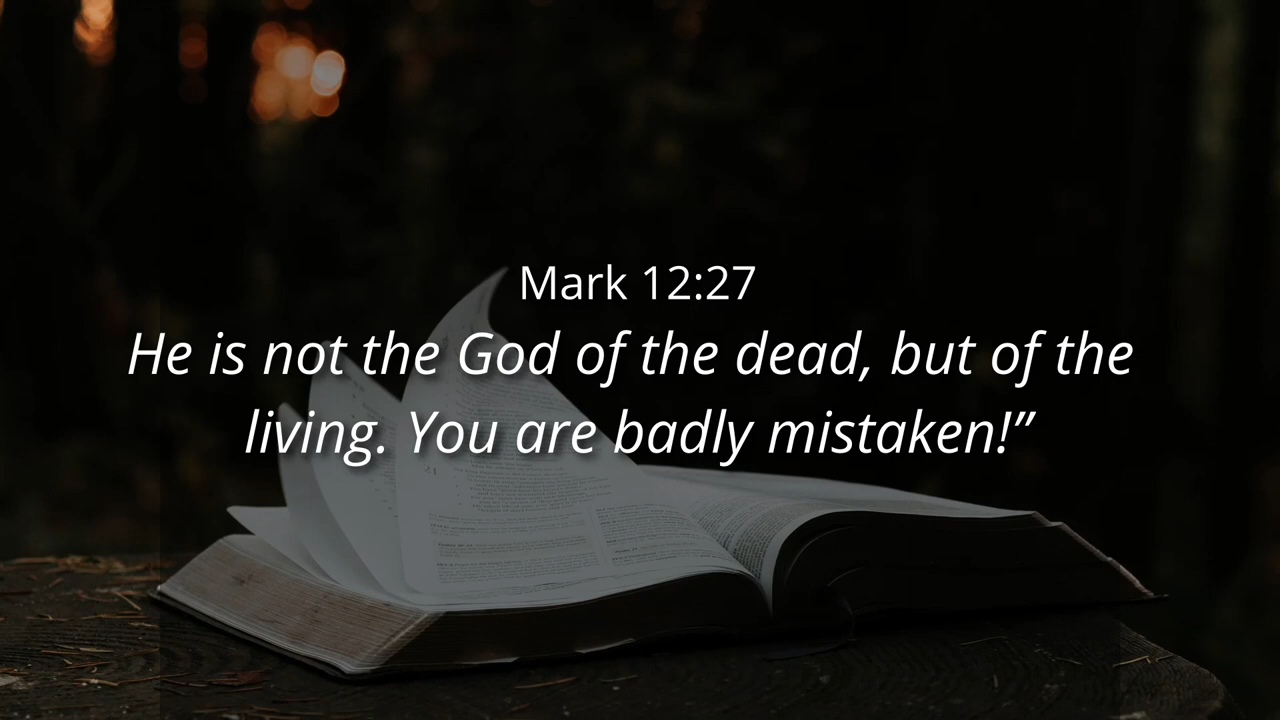 Mark 12:27
He is not the God of the dead, but of the
living. You are badly mistaken!”